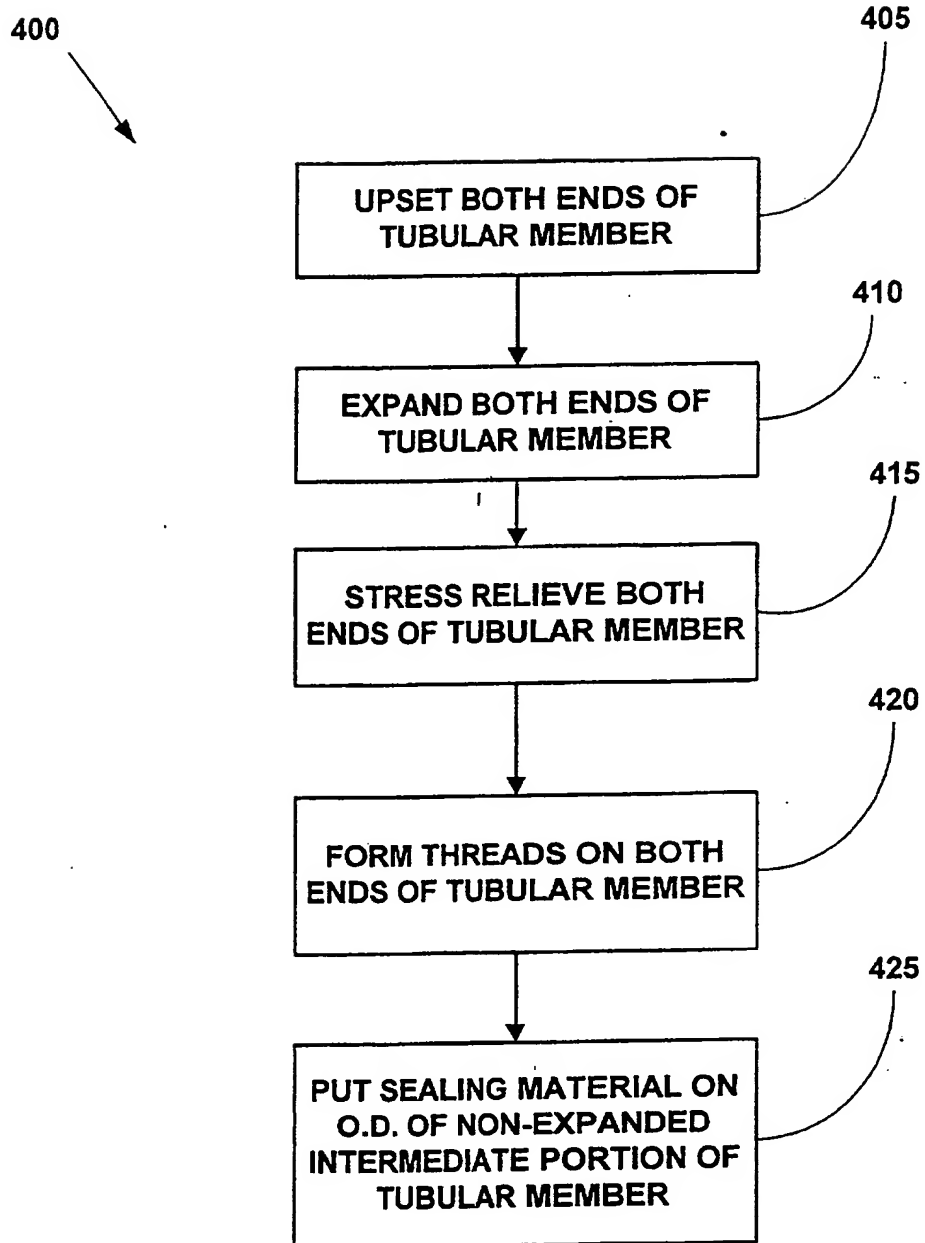 400
405
UPSET BOTH ENDS OF
TUBULAR MEMBER
410
EXPAND BOTH ENDS OF
TUBULAR MEMBER
415
STRESS RELIEVE BOTH
ENDS OF TUBULAR MEMBER
420
FORM THREADS ON BOTH
ENDS OF TUBULAR MEMBER
425
PUT SEALING MATERIAL ON
O.D. OF NON-EXPANDED
INTERMEDIATE PORTION OF
TUBULAR MEMBER